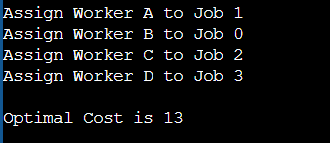 Assign Worker A to Job 1
Assign Worker B to Job 0
Assign Worker C to Job 2
Assign Worker D to Job 3
Optimal Cost is 13